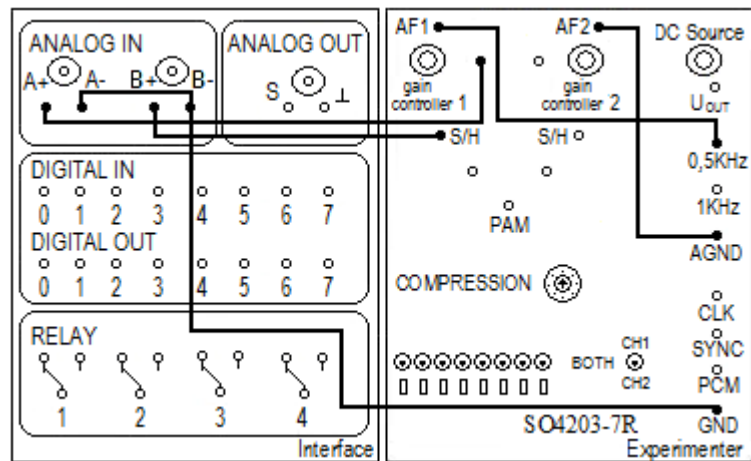 ANALOG IN
A+ A- B+ B-
ANALOG OUT
S ⊥
DIGITAL IN
0 1 2 3 4 5 6 7
DIGITAL OUT
0 1 2 3 4 5 6 7
RELAY
1 2 3 4
Interface
AF1 AF2 DC Source
gain controller 1
gain controller 2
UOUT
S/H S/H
0,5KHz
1KHz
PAM
AGND
COMPRESSION
CLK
SYNC
PCM
BOTH
CH1
CH2
SO4203-7R
GND
Experimenter